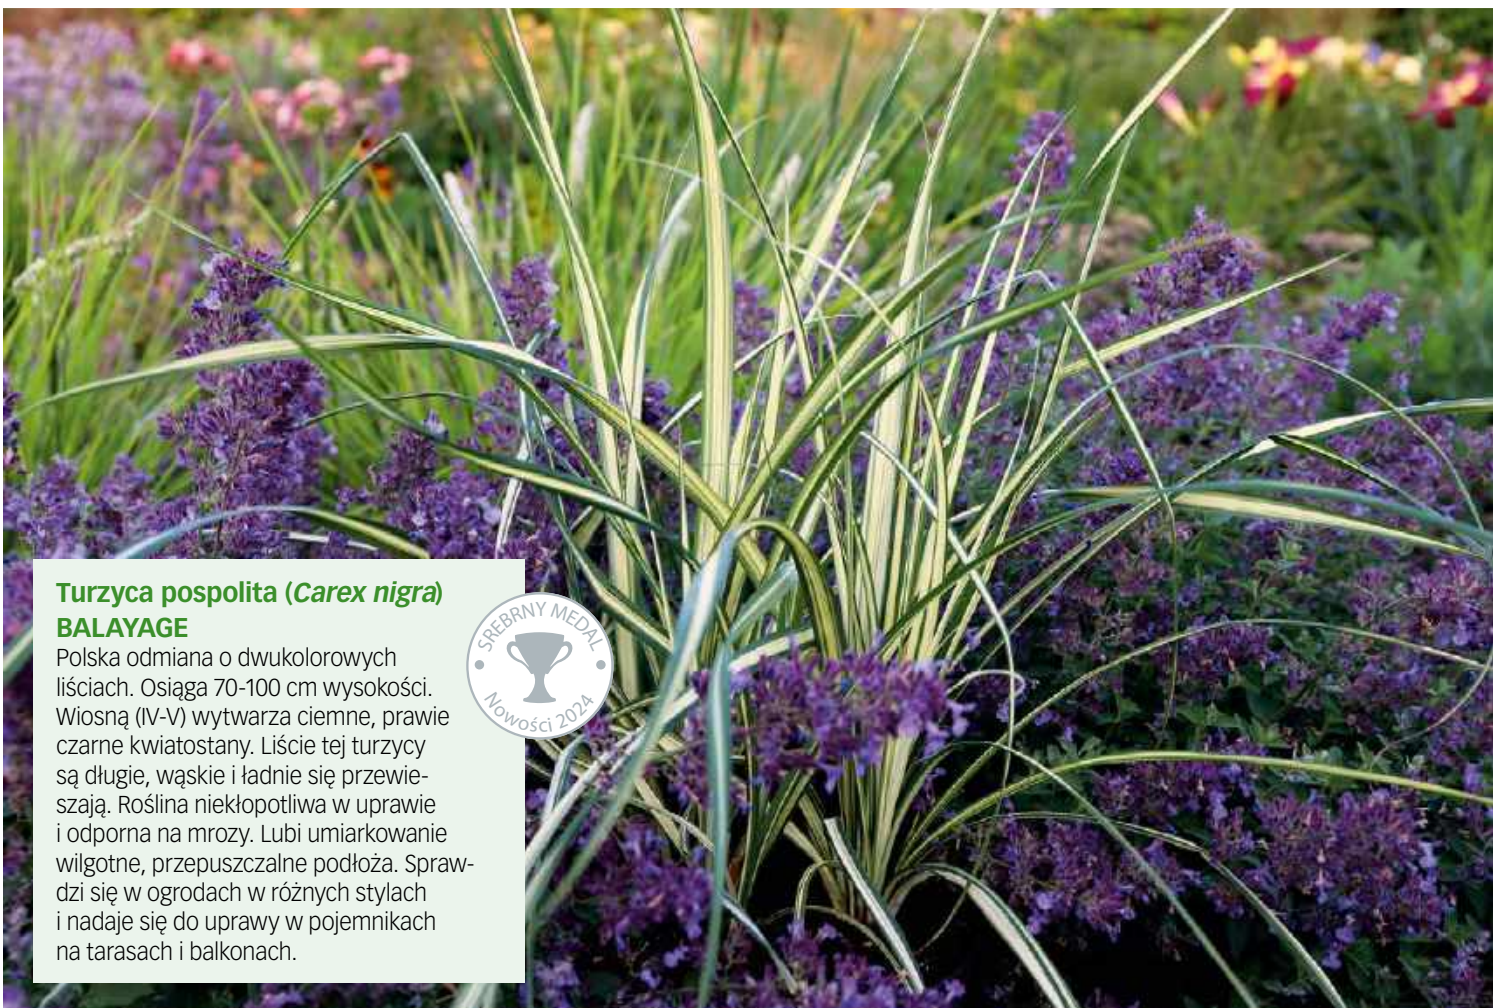 Turzyca pospolita (Carex nigra)
BALAYAGE
Polska odmiana o dwukolorowych
liściach. Osiąga 70-100 cm wysokości.
Wiosną (IV-V) wytwarza ciemne, prawie
czarne kwiatostany. Liście tej turzycy
są długie, wąskie i ładnie się przewie-
szają. Roślina niekłopotliwa w uprawie
i odporna na mrozy. Lubi umiarkowanie
wilgotne, przepuszczalne podłoża. Spraw-
dzi się w ogrodach w różnych stylach
i nadaje się do uprawy w pojemnikach
na tarasach i balkonach.
SREBRNY MEDAL
Nowości 2024